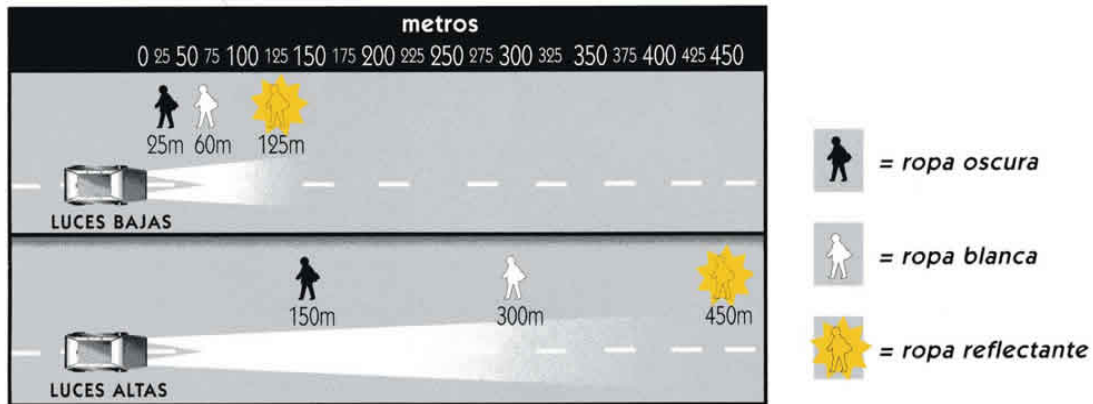 metros
0 25 50 75 100 125 150 175 200 225 250 275 300 325 350 375 400 425 450
25m 60m 125m
LUCES BAJAS
150m 300m 450m
LUCES ALTAS
= ropa oscura
= ropa blanca
= ropa reflectante